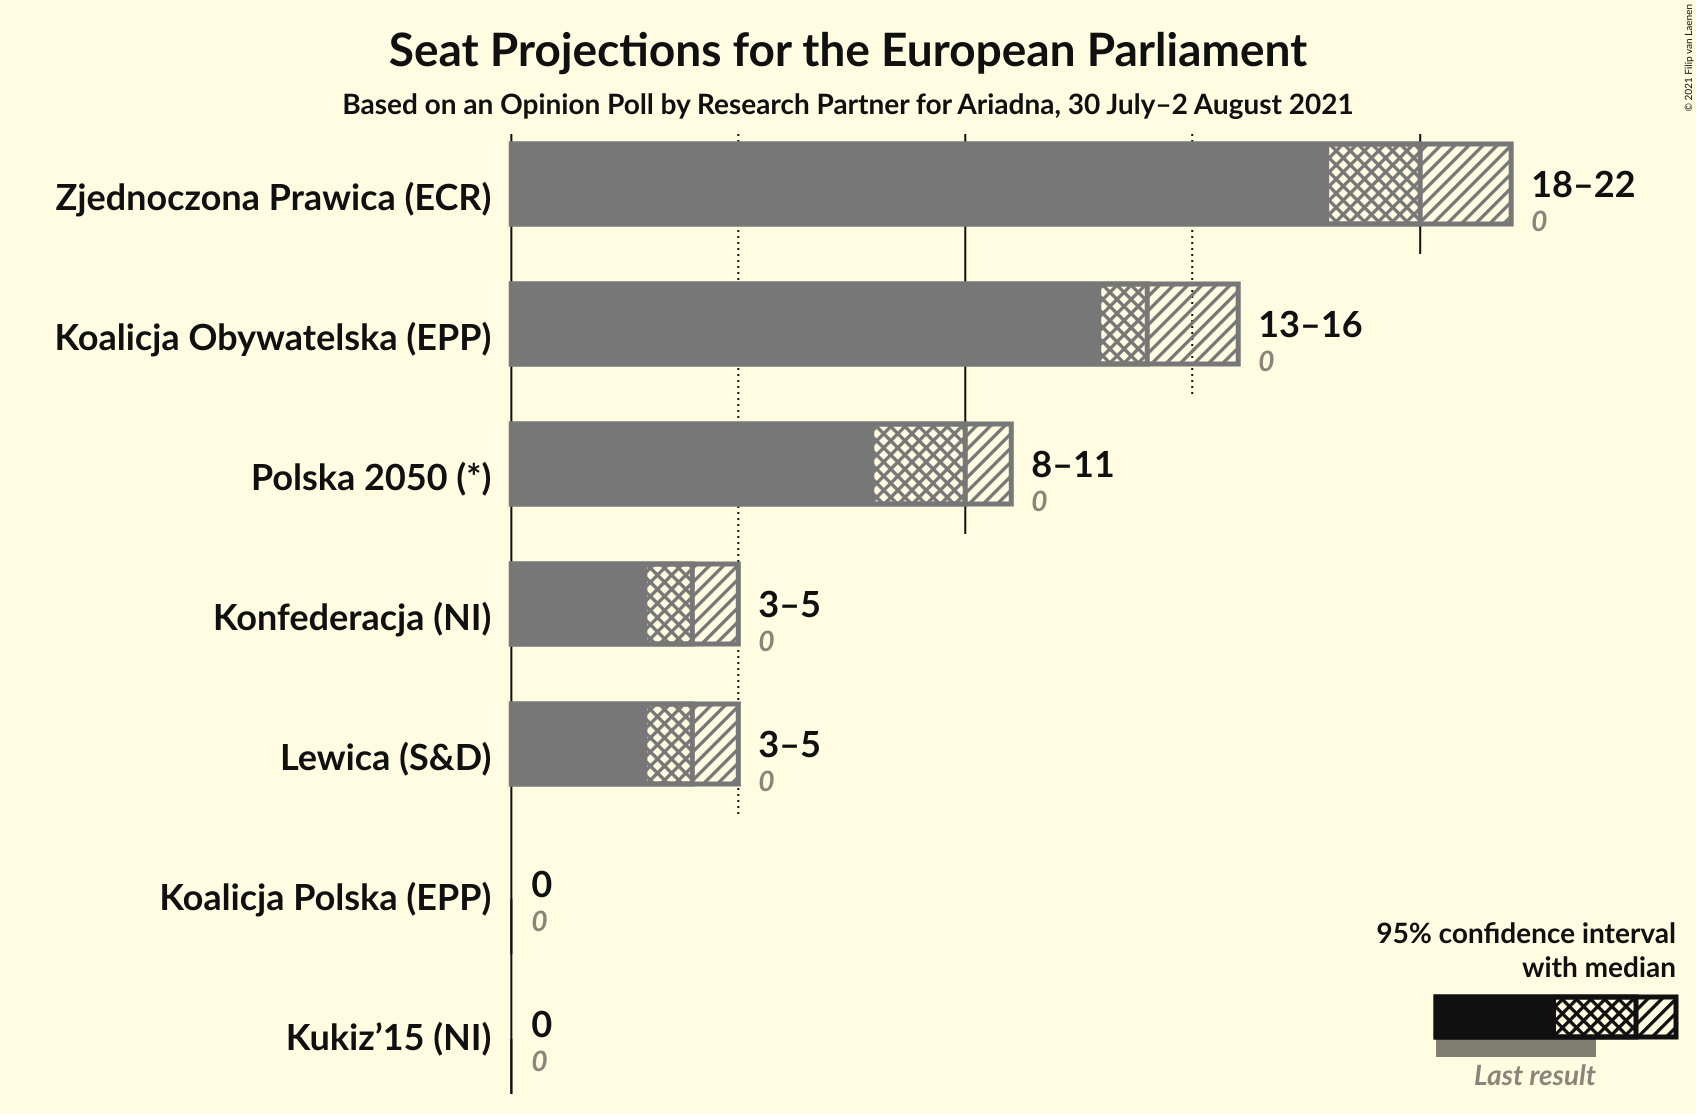 Seat Projections for the European Parliament
Based on an Opinion Poll by Research Partner for Ariadna, 30 July–2 August 2021
© 2021 Filip van Laenen
Zjednoczona Prawica (ECR)
18–22
0
Koalicja Obywatelska (EPP)
13–16
0
Polska 2050 (*)
8–11
0
Konfederacja (NI)
3–5
0
Lewica (S&D)
3–5
0
Koalicja Polska (EPP)
0
0
Kukiz’15 (NI)
0
0
95% confidence interval
with median
Last result